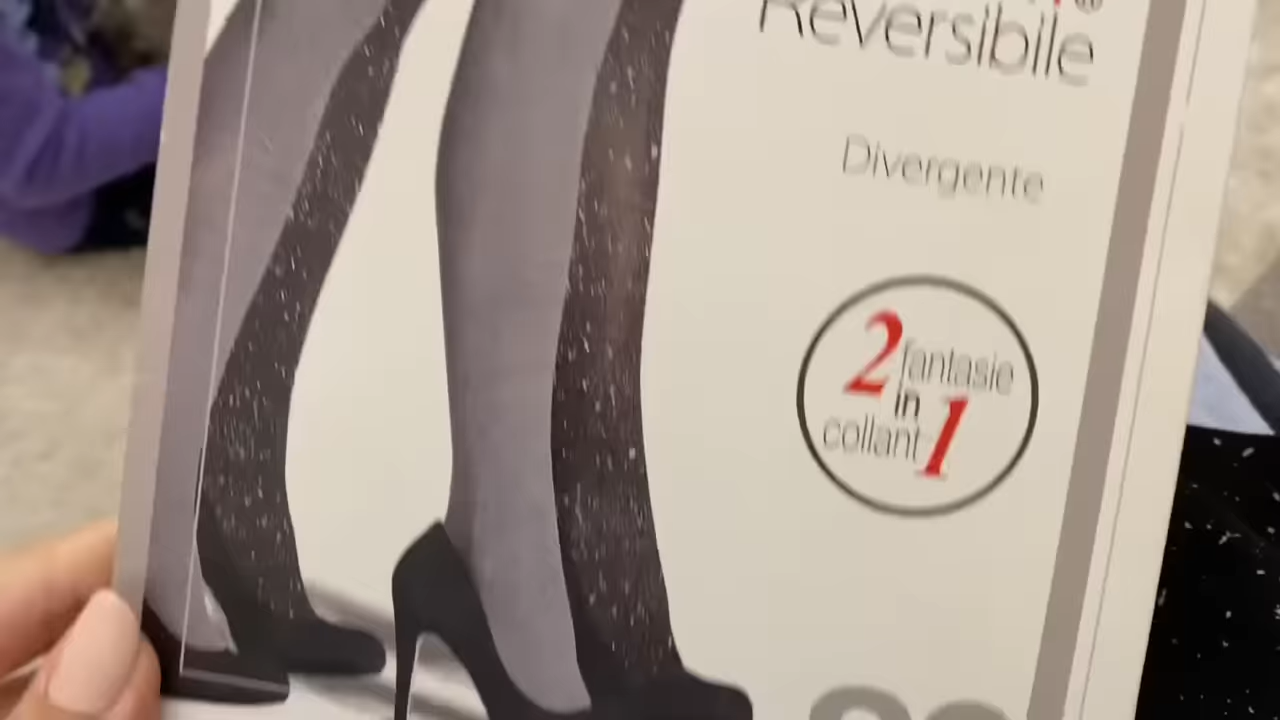 Reversibile
Divergente
2 fantasie
in
collant 1